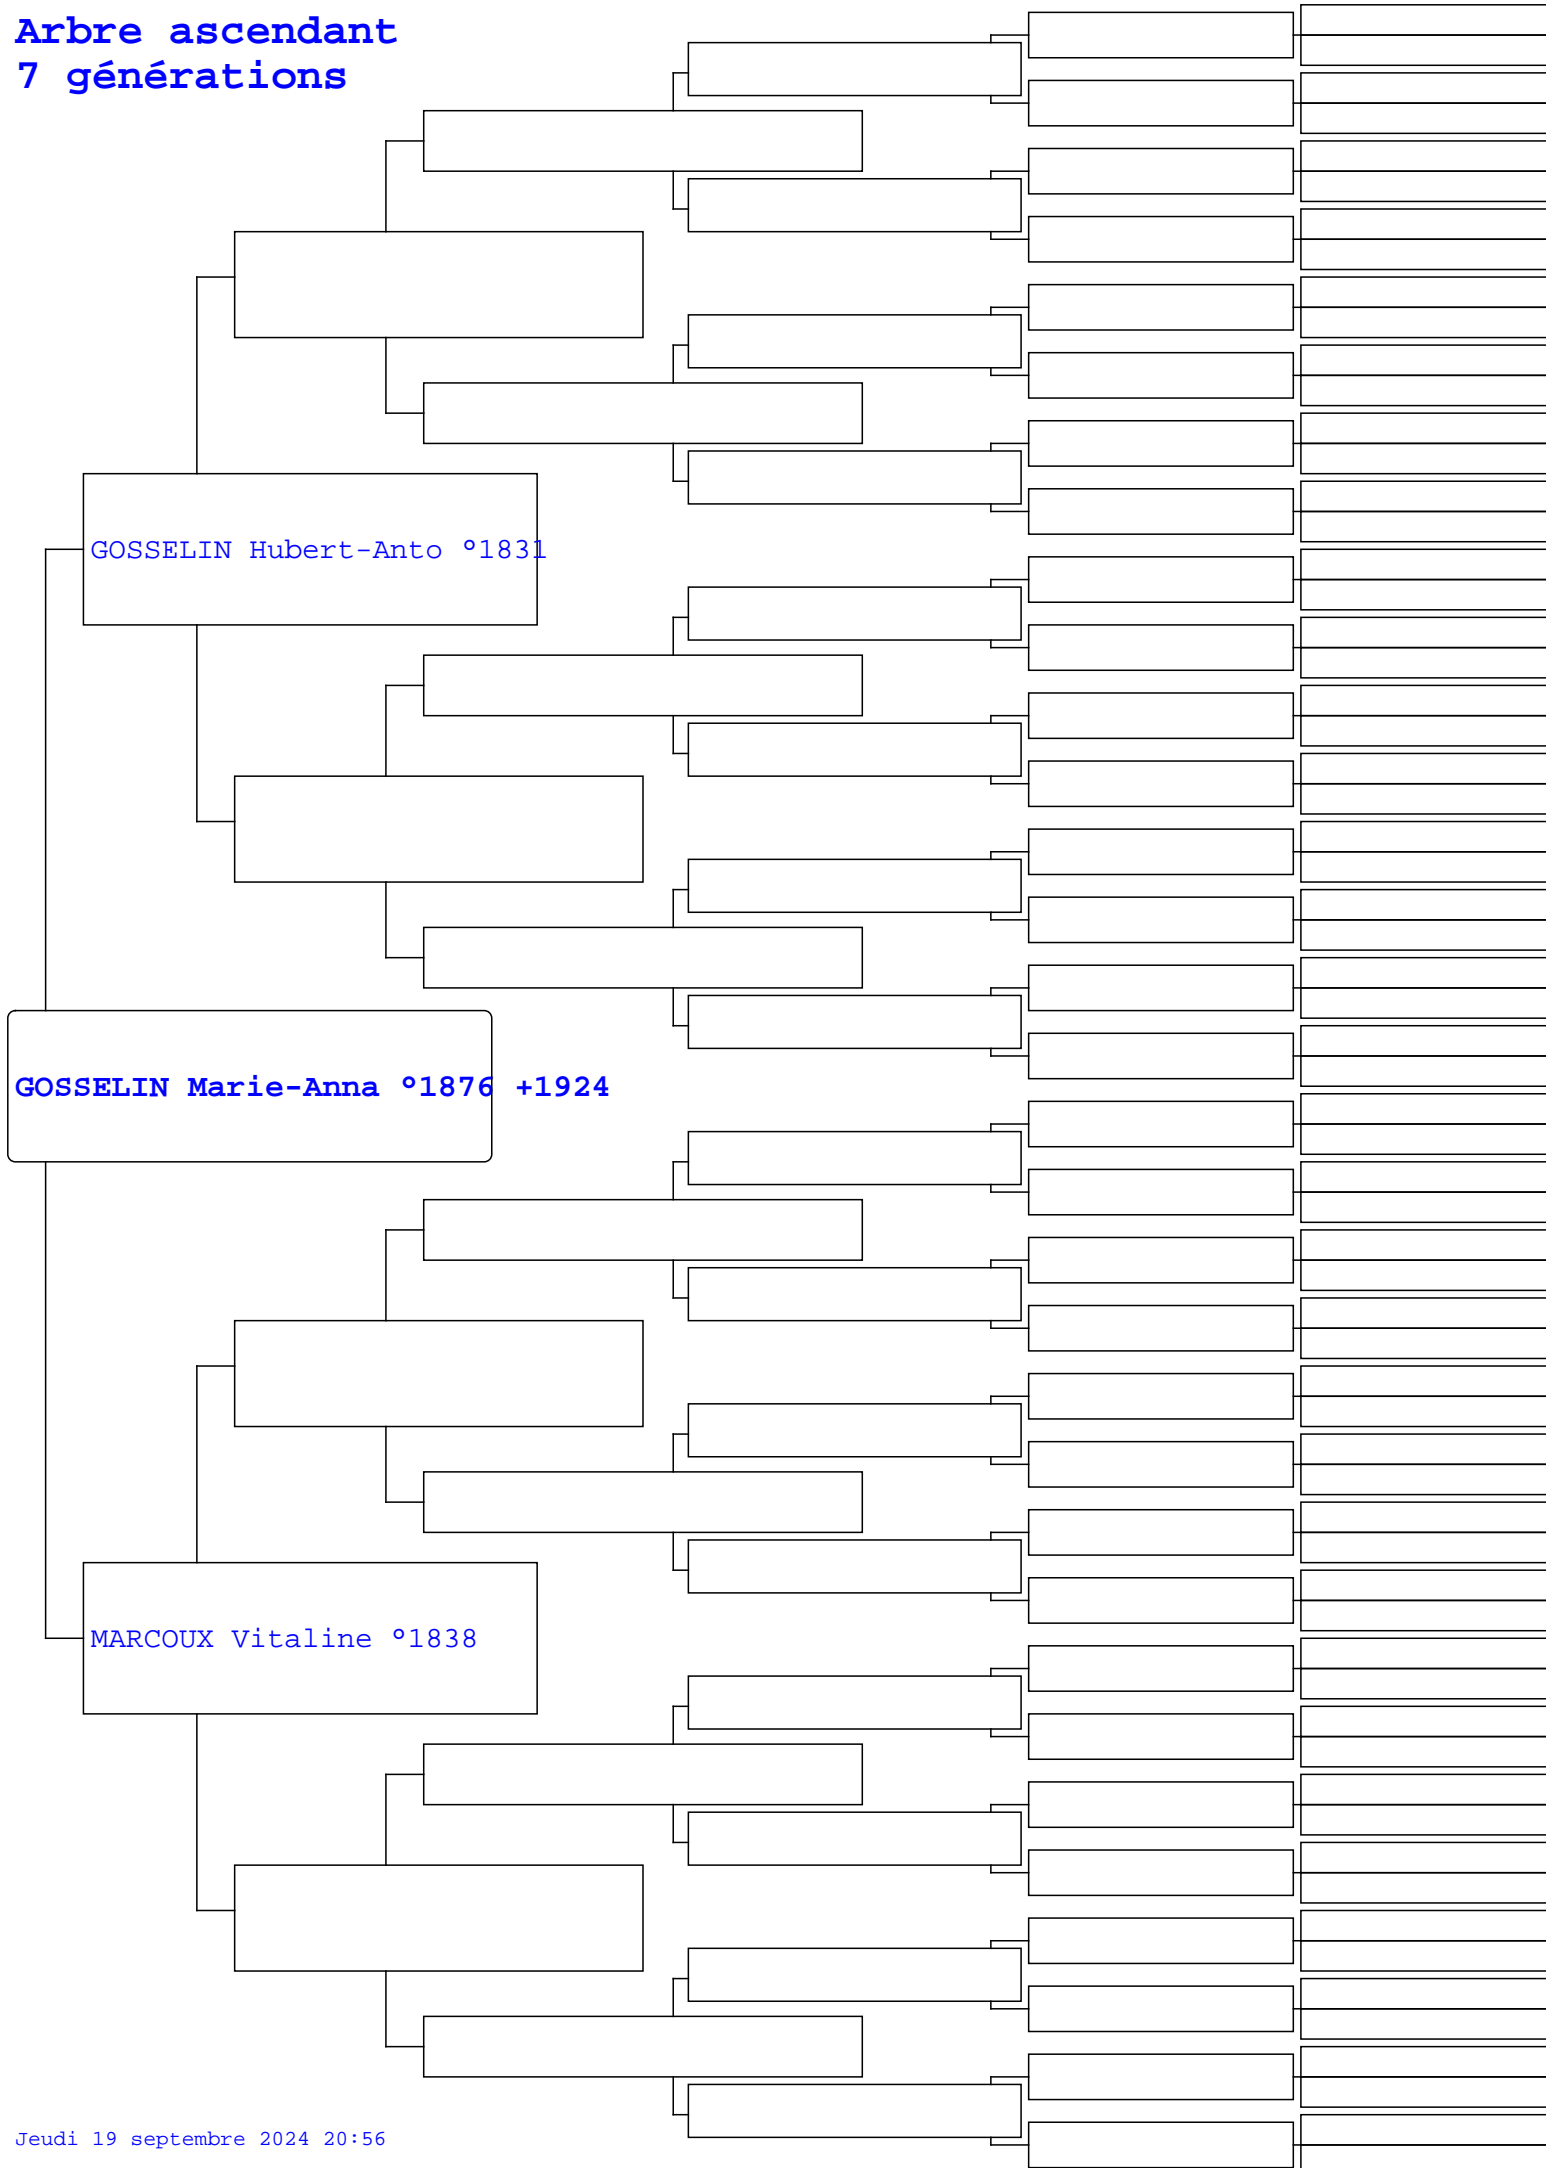 Arbre ascendant
7 générations
GOSSELIN Hubert-Anto °1831
GOSSELIN Marie-Anna °1876 +1924
MARCOUX Vitaline °1838
Jeudi 19 septembre 2024 20:56